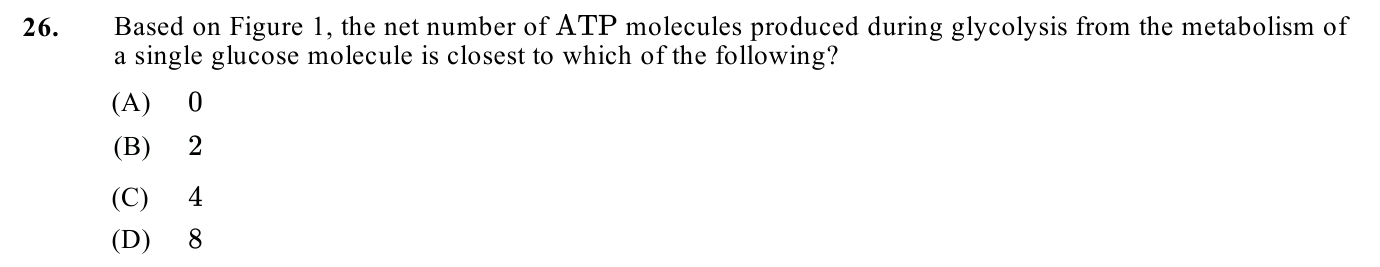 26. Based on Figure 1, the net number of ATP molecules produced during glycolysis from the metabolism of
a single glucose molecule is closest to which of the following?
(A) 0
(B) 2
(C) 4
(D) 8